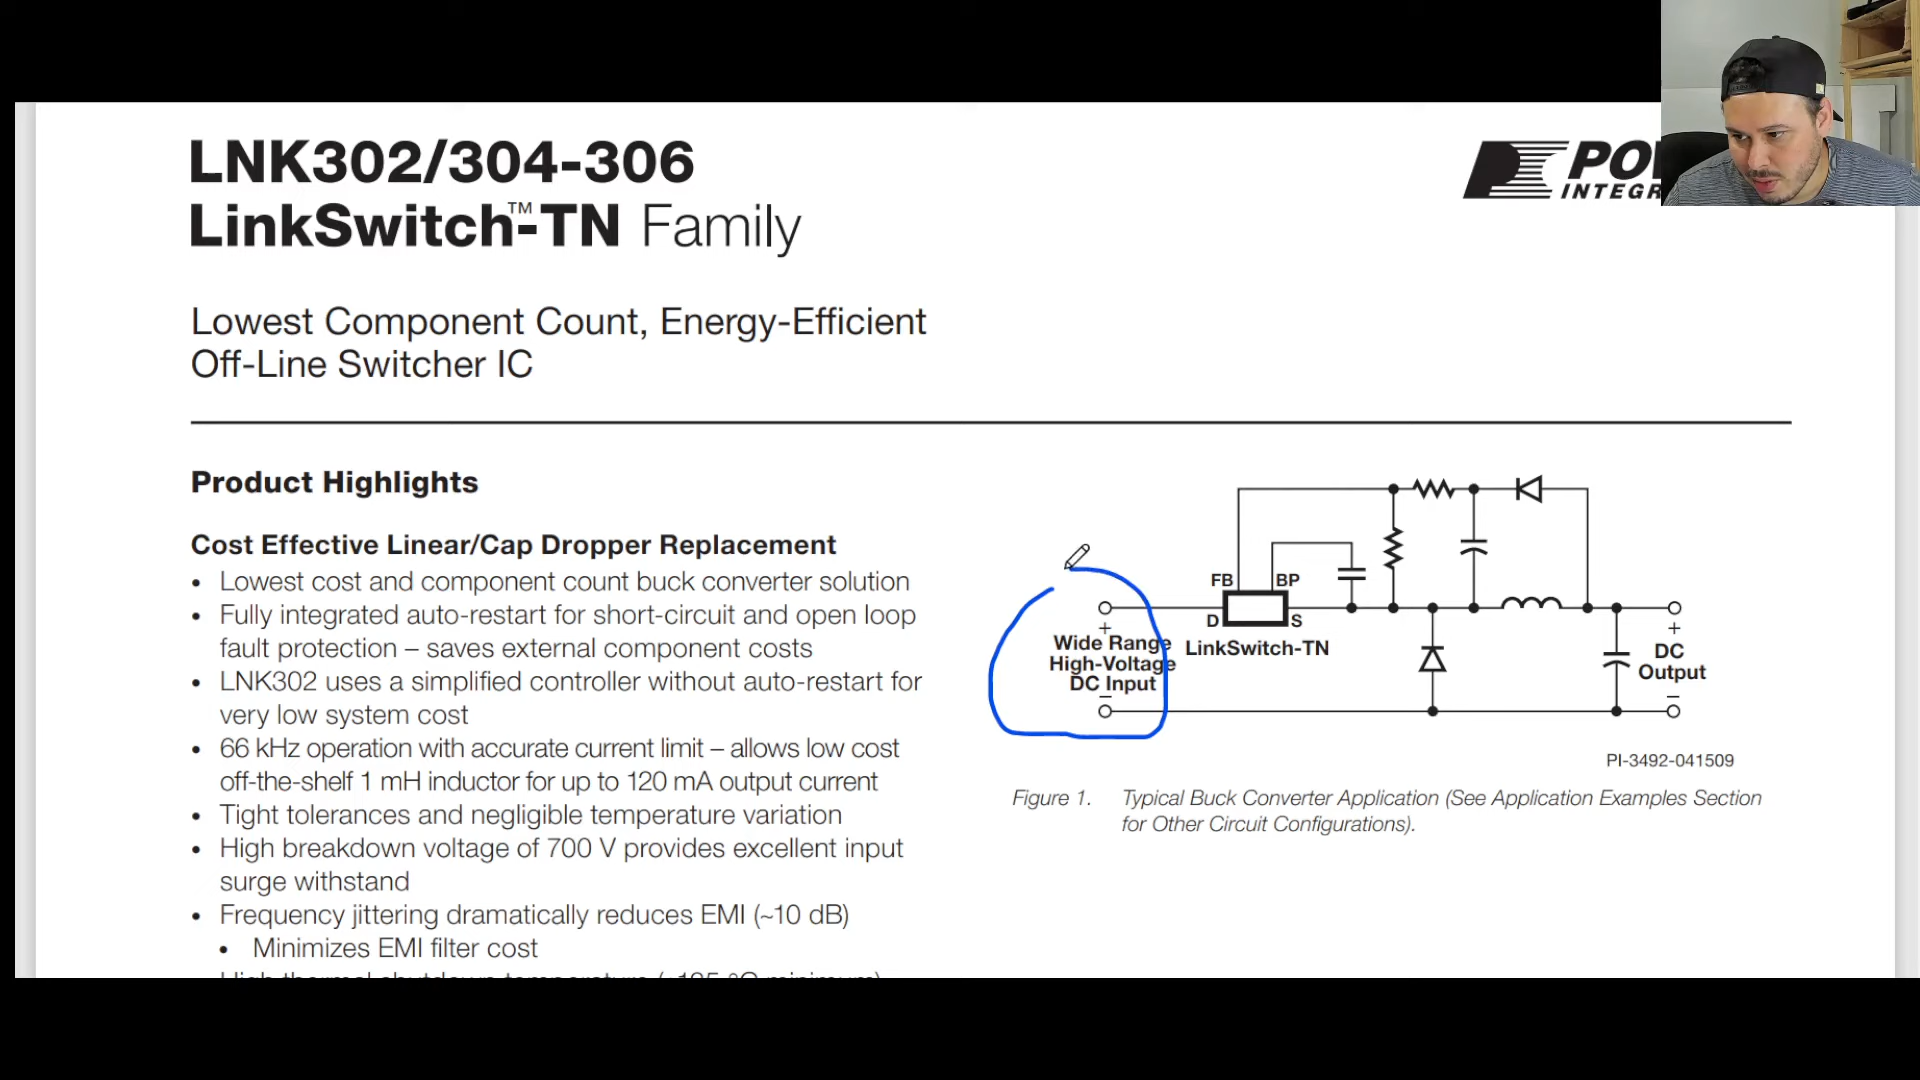 LNK302/304-306
LinkSwitch™-TN Family
Lowest Component Count, Energy-Efficient
Off-Line Switcher IC
Product Highlights
Cost Effective Linear/Cap Dropper Replacement
• Lowest cost and component count buck converter solution
• Fully integrated auto-restart for short-circuit and open loop
fault protection – saves external component costs
• LNK302 uses a simplified controller without auto-restart for
very low system cost
• 66 kHz operation with accurate current limit – allows low cost
off-the-shelf 1 mH inductor for up to 120 mA output current
• Tight tolerances and negligible temperature variation
• High breakdown voltage of 700 V provides excellent input
surge withstand
• Frequency jittering dramatically reduces EMI (~10 dB)
• Minimizes EMI filter cost
FB BP
D S
+
Wide Range
High-Voltage
DC Input
–
LinkSwitch-TN
+
DC
Output
–
PI-3492-041509
Figure 1. Typical Buck Converter Application (See Application Examples Section
for Other Circuit Configurations).